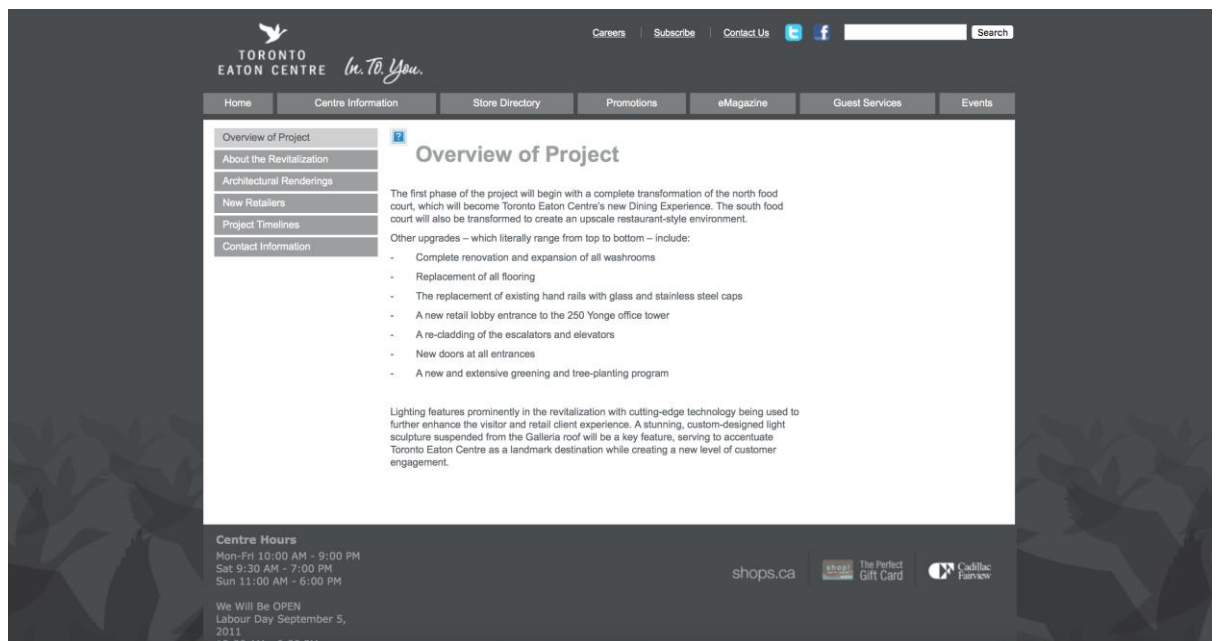 TORONTO
EATON CENTRE
In. TO. You.
Careers | Subscribe | Contact Us
Search
Home
Centre Information
Store Directory
Promotions
eMagazine
Guest Services
Events
Overview of Project
About the Revitalization
Architectural Renderings
New Retailers
Project Timelines
Contact Information
Overview of Project
The first phase of the project will begin with a complete transformation of the north food
court, which will become Toronto Eaton Centre's new Dining Experience. The south food
court will also be transformed to create an upscale restaurant-style environment.
Other upgrades – which literally range from top to bottom – include:
- Complete renovation and expansion of all washrooms
- Replacement of all flooring
- The replacement of existing hand rails with glass and stainless steel caps
- A new retail lobby entrance to the 250 Yonge office tower
- A re-cladding of the escalators and elevators
- New doors at all entrances
- A new and extensive greening and tree-planting program
Lighting features prominently in the revitalization with cutting-edge technology being used to
further enhance the visitor and retail client experience. A stunning, custom-designed light
sculpture suspended from the Galleria roof will be a key feature, serving to accentuate
Toronto Eaton Centre as a landmark destination while creating a new level of customer
engagement.
Centre Hours
Mon-Fri 10:00 AM - 9:00 PM
Sat 9:30 AM - 7:00 PM
Sun 11:00 AM - 6:00 PM
We Will Be OPEN
Labour Day September 5,
2011
shops.ca
shop!
The Perfect
Gift Card
Cadillac
Fairview